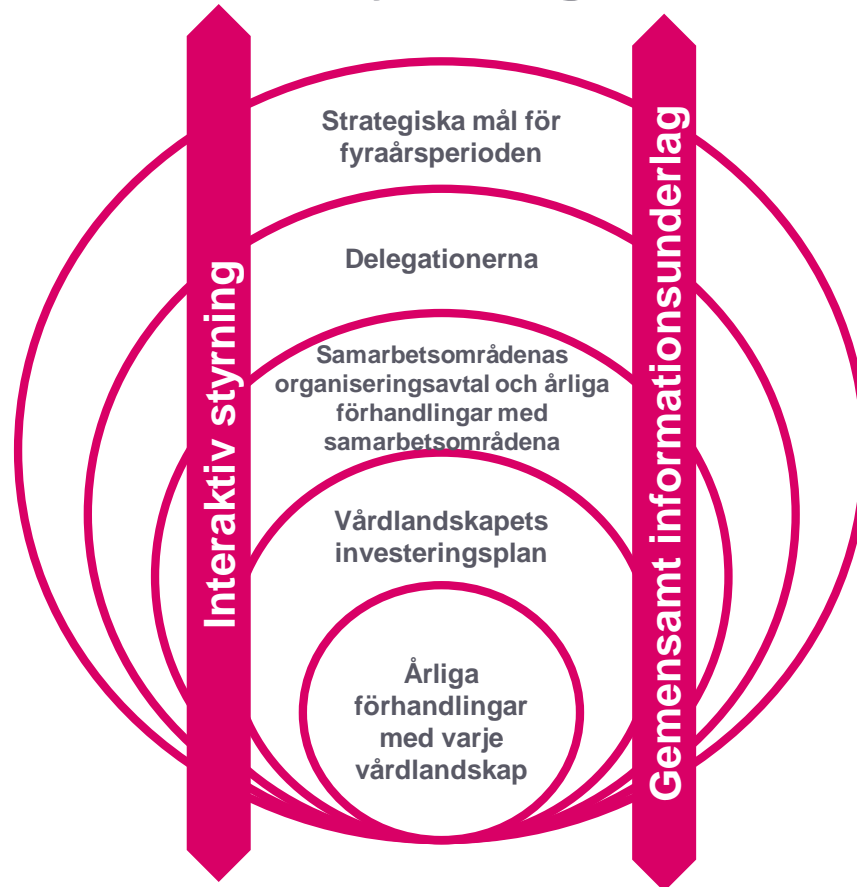 Strategiska mål för
fyraårsperioden
Delegationerna
Samarbetsområdenas
organiseringsavtal och årliga
förhandlingar med
samarbetsområdena
Vårdlandskapets
investeringsplan
Årliga
förhandlingar
med varje
vårdlandskap
Interaktiv styrning
Gemensamt informationsunderlag